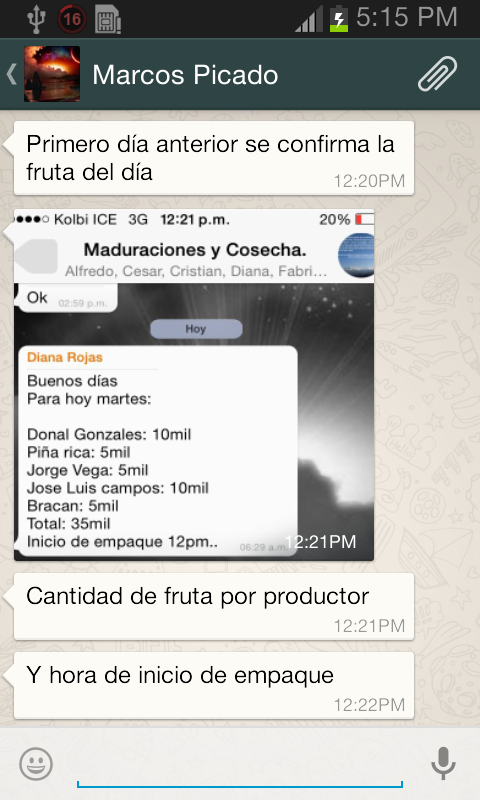 16
5:15 PM
Marcos Picado
Primero día anterior se confirma la
fruta del día
12:20PM
Kolbi ICE 3G 12:21 p.m. 20%
Maduraciones y Cosecha.
Alfredo, Cesar, Cristian, Diana, Fabri...
Ok 02:59 p.m.
Hoy
Diana Rojas
Buenos días
Para hoy martes:
Donal Gonzales: 10mil
Piña rica: 5mil
Jorge Vega: 5mil
Jose Luis campos: 10mil
Bracan: 5mil
Total: 35mil
Inicio de empaque 12pm.. 06:29 a.m.
12:21PM
Cantidad de fruta por productor
12:21PM
Y hora de inicio de empaque
12:22PM